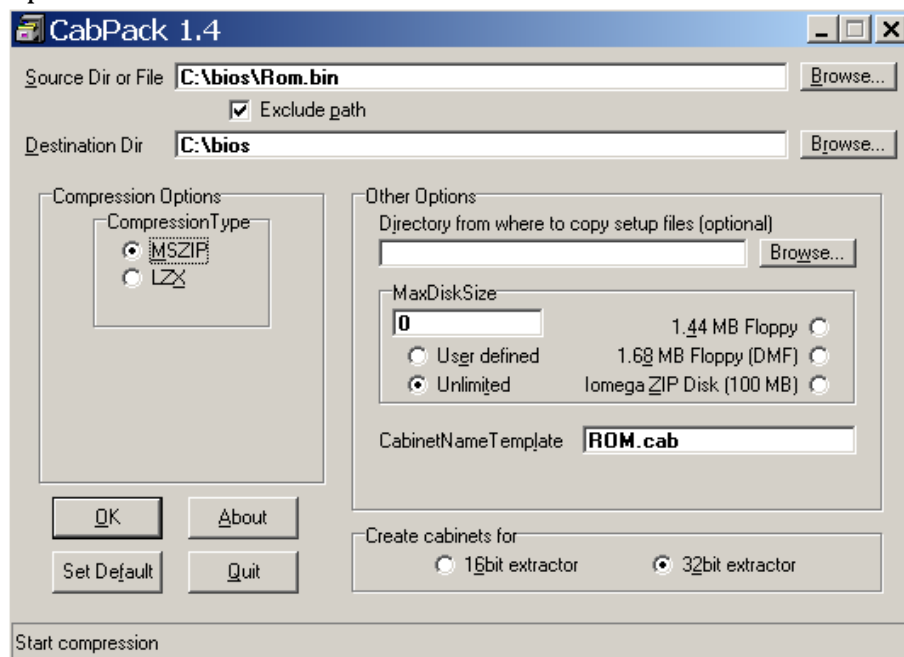 CabPack 1.4
Source Dir or File C:\bios\Rom.bin Browse...
Exclude path
Destination Dir C:\bios Browse...
Compression Options
CompressionType
MSZIP
LZX
Other Options
Directory from where to copy setup files (optional)
Browse...
MaxDiskSize
0
1.44 MB Floppy
User defined 1.68 MB Floppy (DMF)
Unlimited Iomega ZIP Disk (100 MB)
CabinetNameTemplate ROM.cab
OK About
Set Default Quit
Create cabinets for
16bit extractor 32bit extractor
Start compression